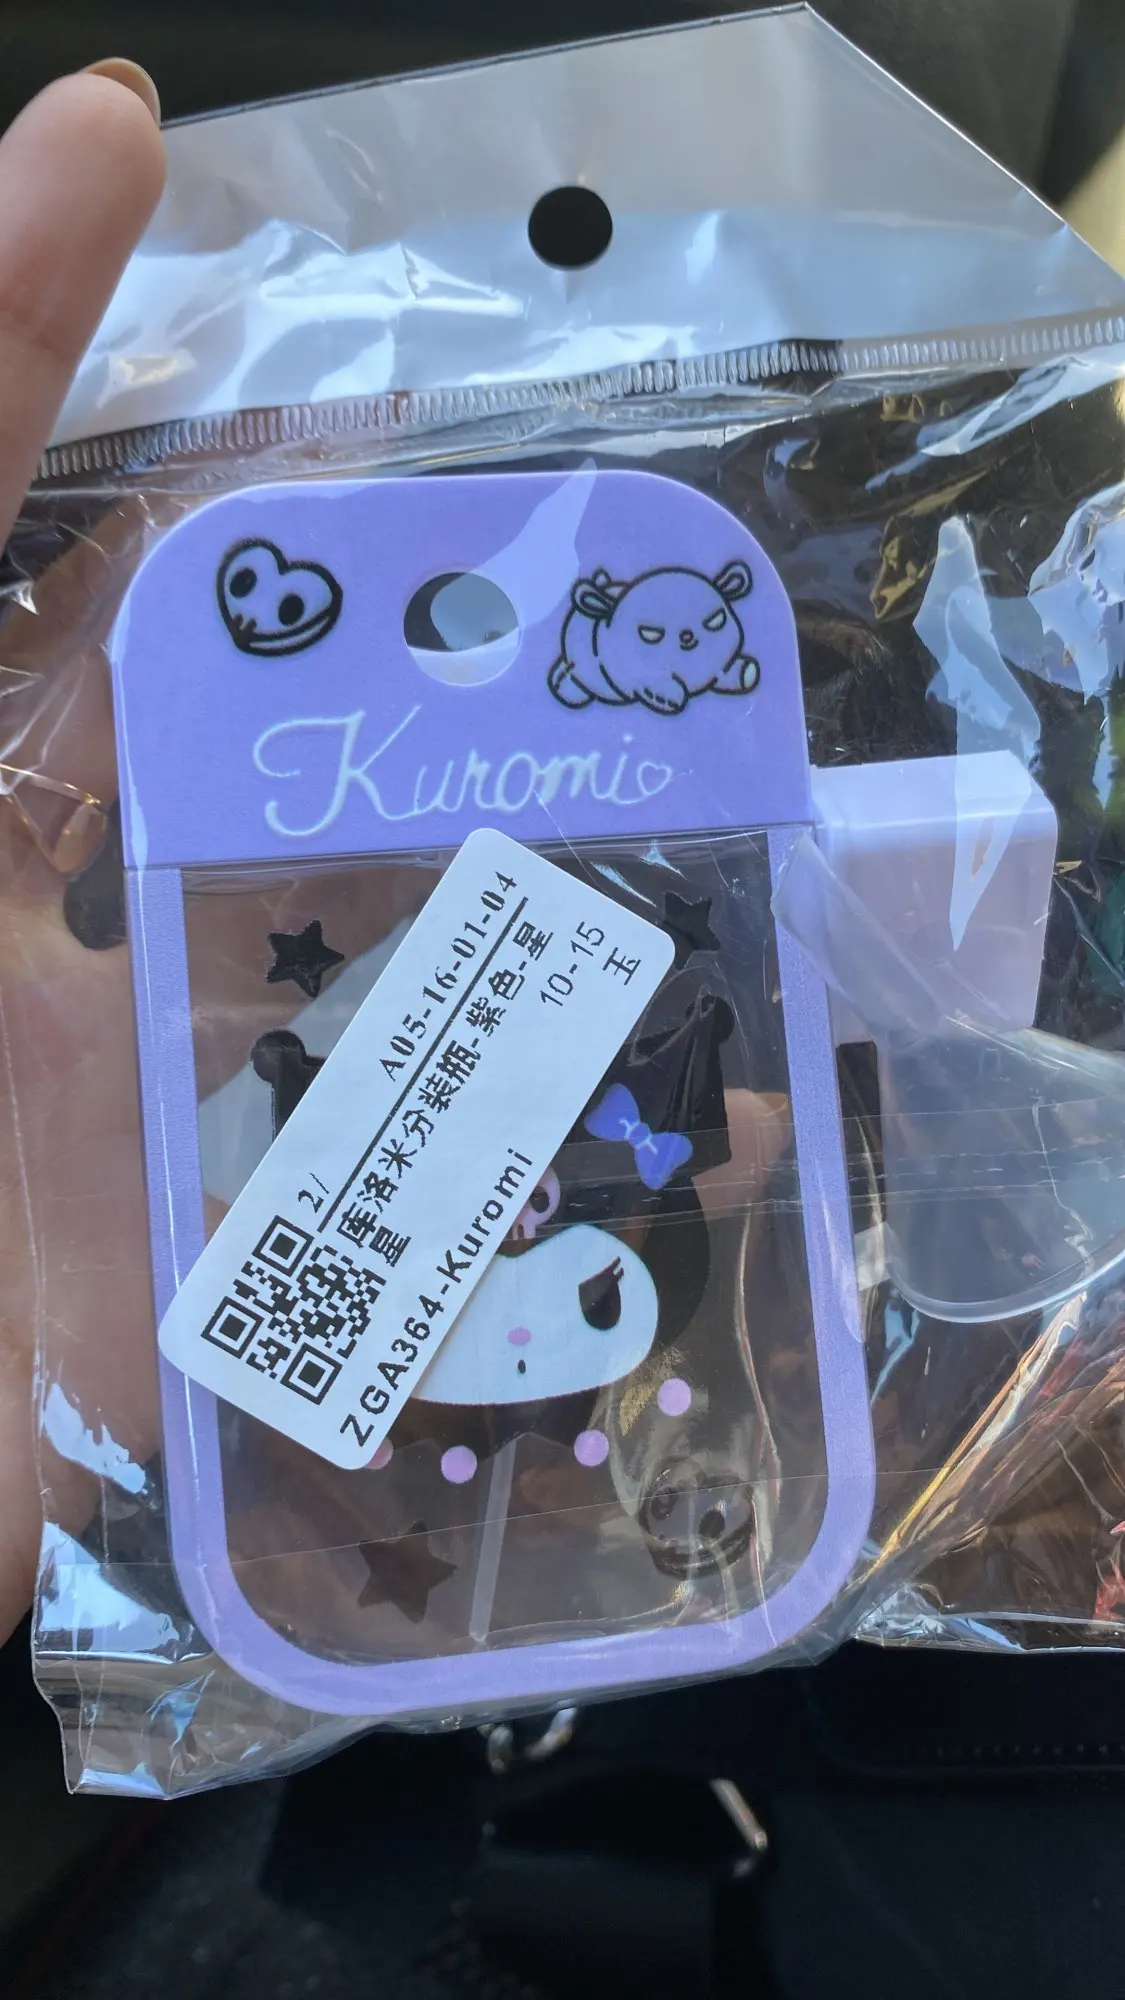 Kuromi
A05-16-01-04
2/
库洛米分装瓶-紫色-星
星
10-15
玉
ZGA364-Kuromi